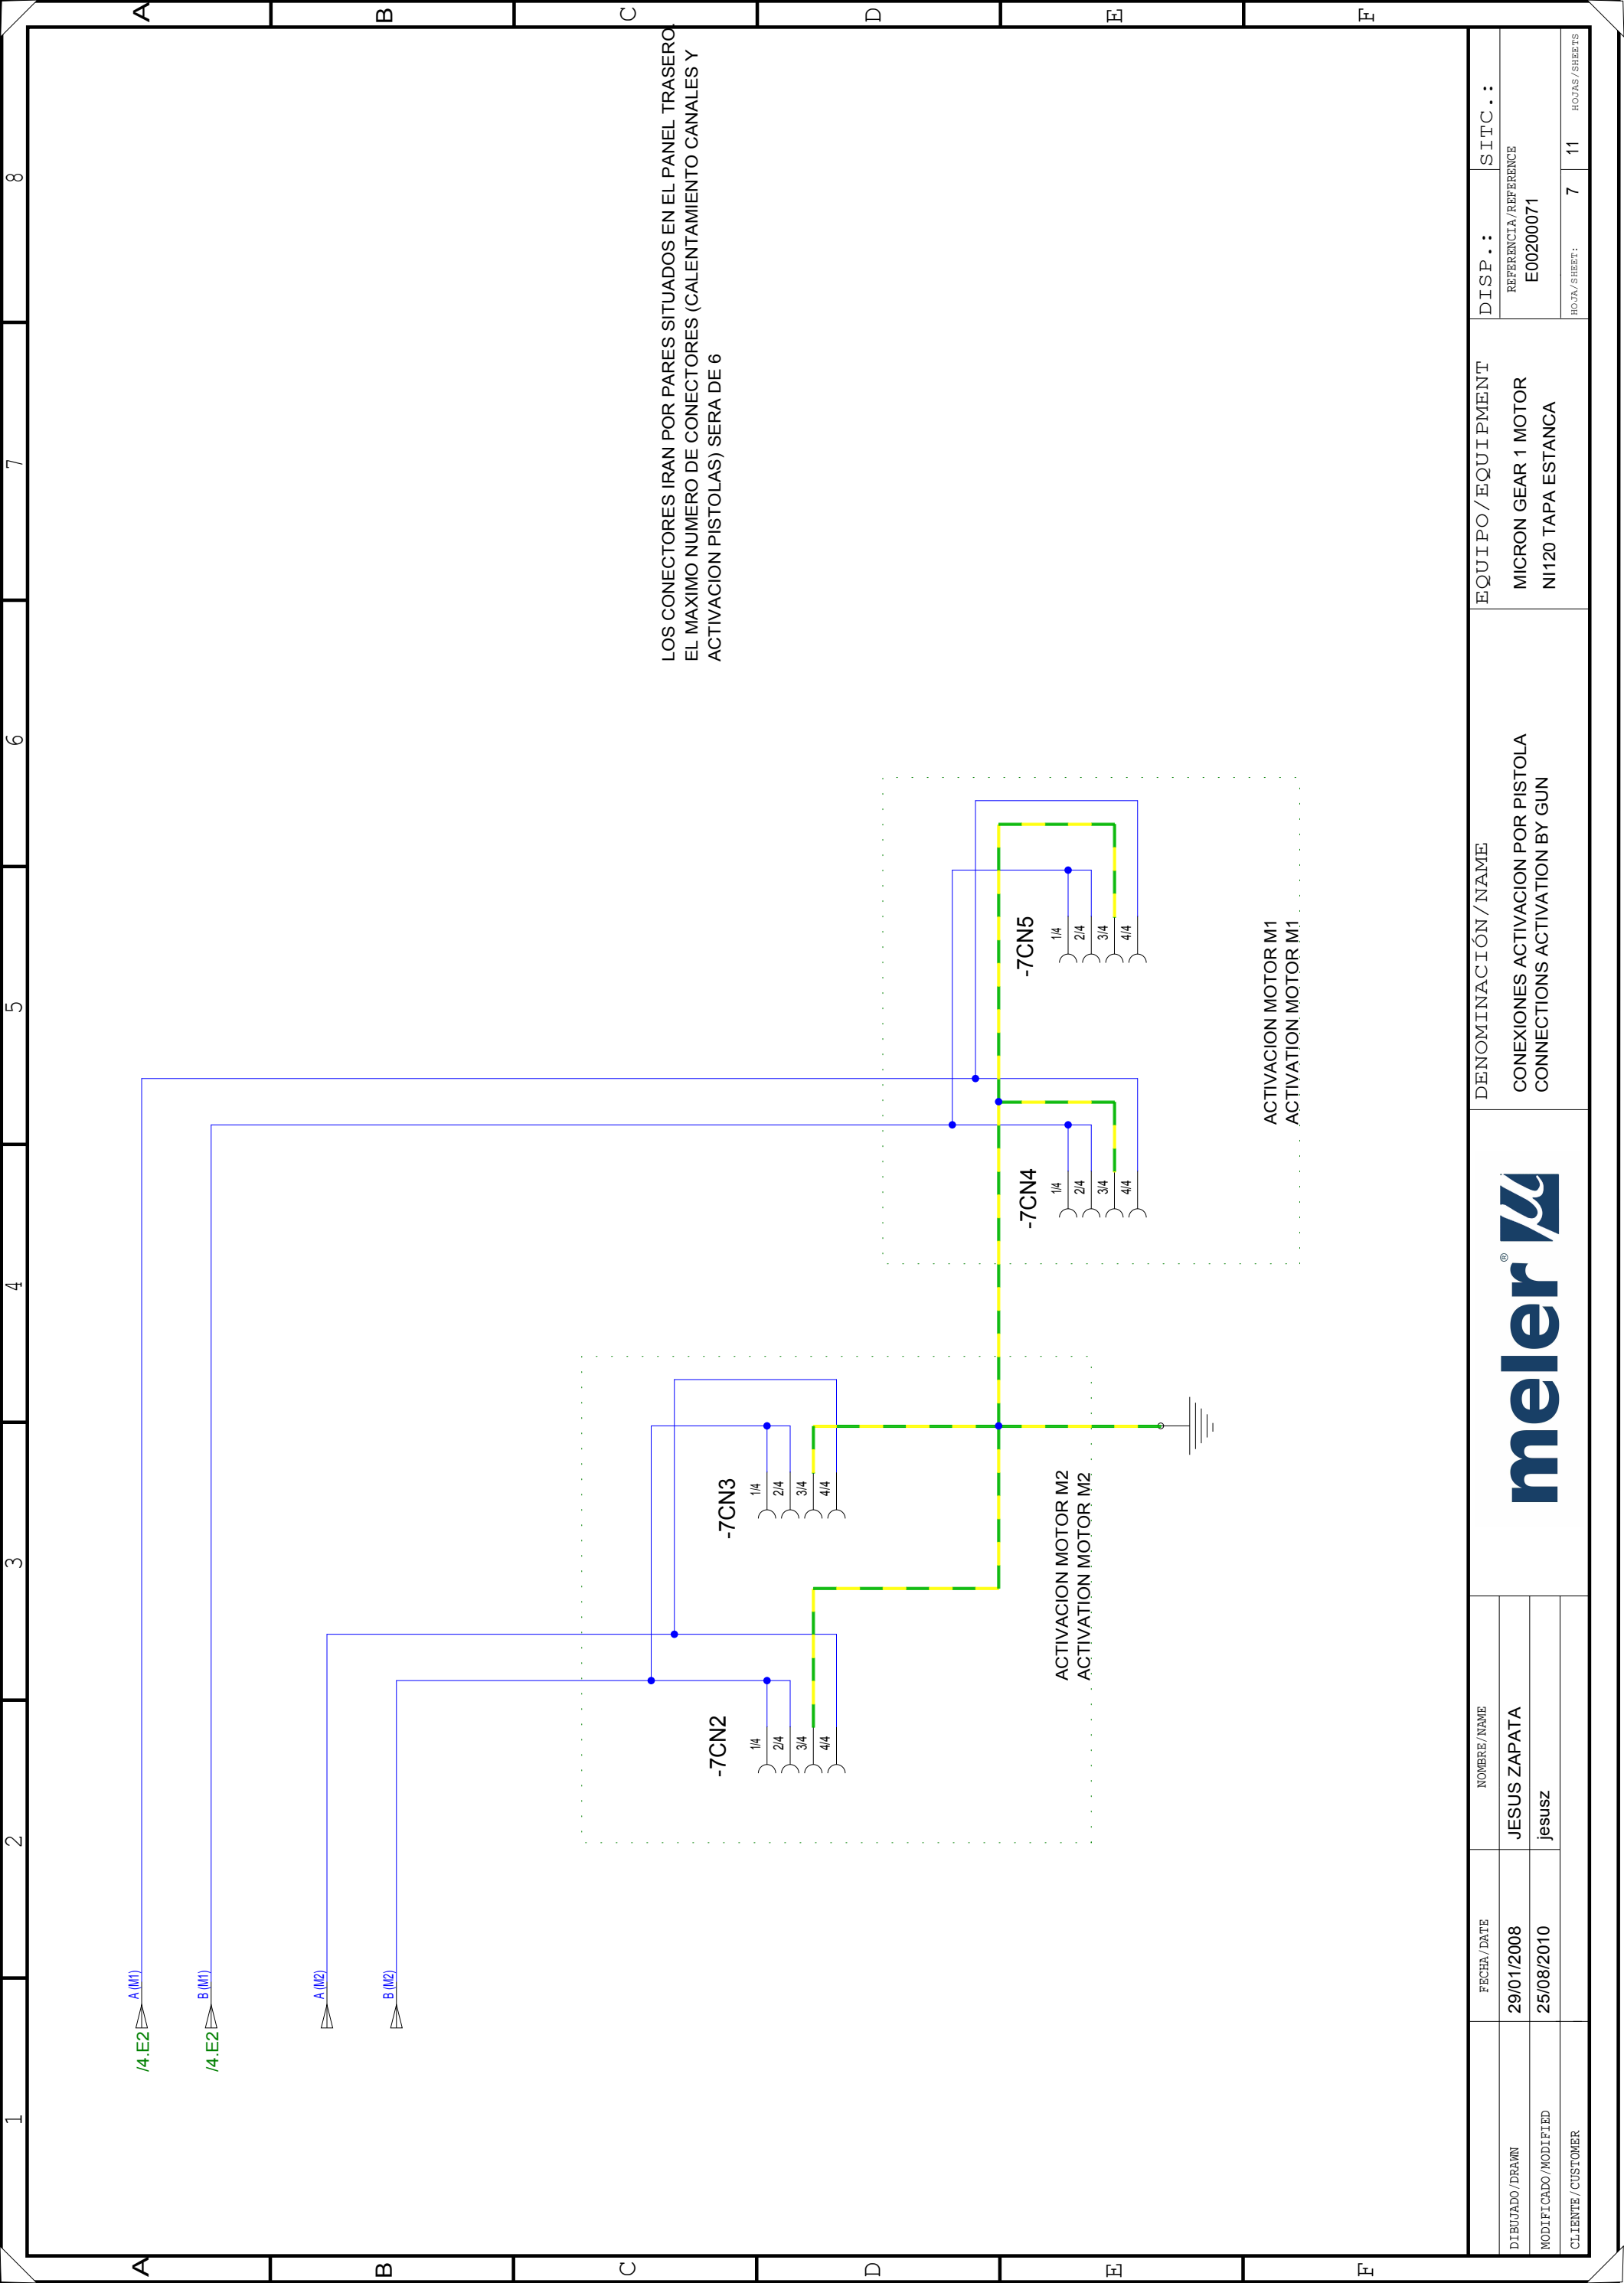 1 2 3 4 5 6 7 8
A
A
B
B
C
C
D
D
E
E
F
F
/4.E2 A (M1)
/4.E2 B (M1)
A (M2)
B (M2)
LOS CONECTORES IRAN POR PARES SITUADOS EN EL PANEL TRASERO.
EL MAXIMO NUMERO DE CONECTORES (CALENTAMIENTO CANALES Y
ACTIVACION PISTOLAS) SERA DE 6
-7CN2
1/4
2/4
3/4
4/4
-7CN3
1/4
2/4
3/4
4/4
ACTIVACION MOTOR M2
ACTIVATION MOTOR M2
-7CN4
1/4
2/4
3/4
4/4
-7CN5
1/4
2/4
3/4
4/4
ACTIVACION MOTOR M1
ACTIVATION MOTOR M1
FECHA/DATE
NOMBRE/NAME
DIBUJADO/DRAWN 29/01/2008 JESUS ZAPATA
MODIFICADO/MODIFIED 25/08/2010 jesusz
CLIENTE/CUSTOMER
meler®
DENOMINACIÓN/NAME
CONEXIONES ACTIVACION POR PISTOLA
CONNECTIONS ACTIVATION BY GUN
EQUIPO/EQUIPMENT
MICRON GEAR 1 MOTOR
NI120 TAPA ESTANCA
DISP.: SITC.:
REFERENCIA/REFERENCE
E00200071
HOJA/SHEET: 7 11 HOJAS/SHEETS